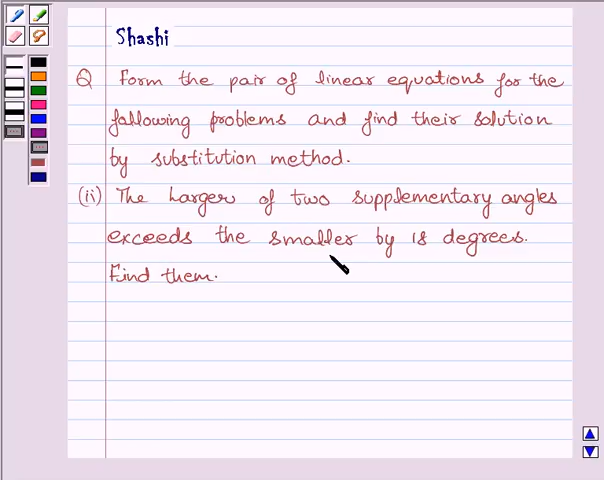 Shashi
Q Form the pair of linear equations for the
following problems and find their solution
by substitution method.
(ii) The larger of two supplementary angles
exceeds the smaller by 18 degrees.
Find them.